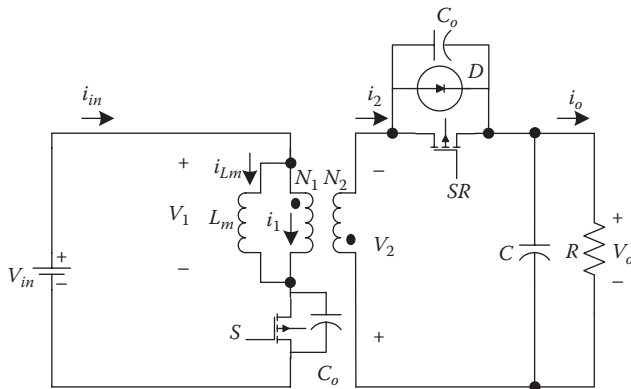 C_o
D
i_in
i_2
i_o
SR
+
i_Lm
N_1 N_2
−
V_1
L_m
i_1
V_2
C
R
+
V_o
−
−
V_in
+
−
S
C_o
+